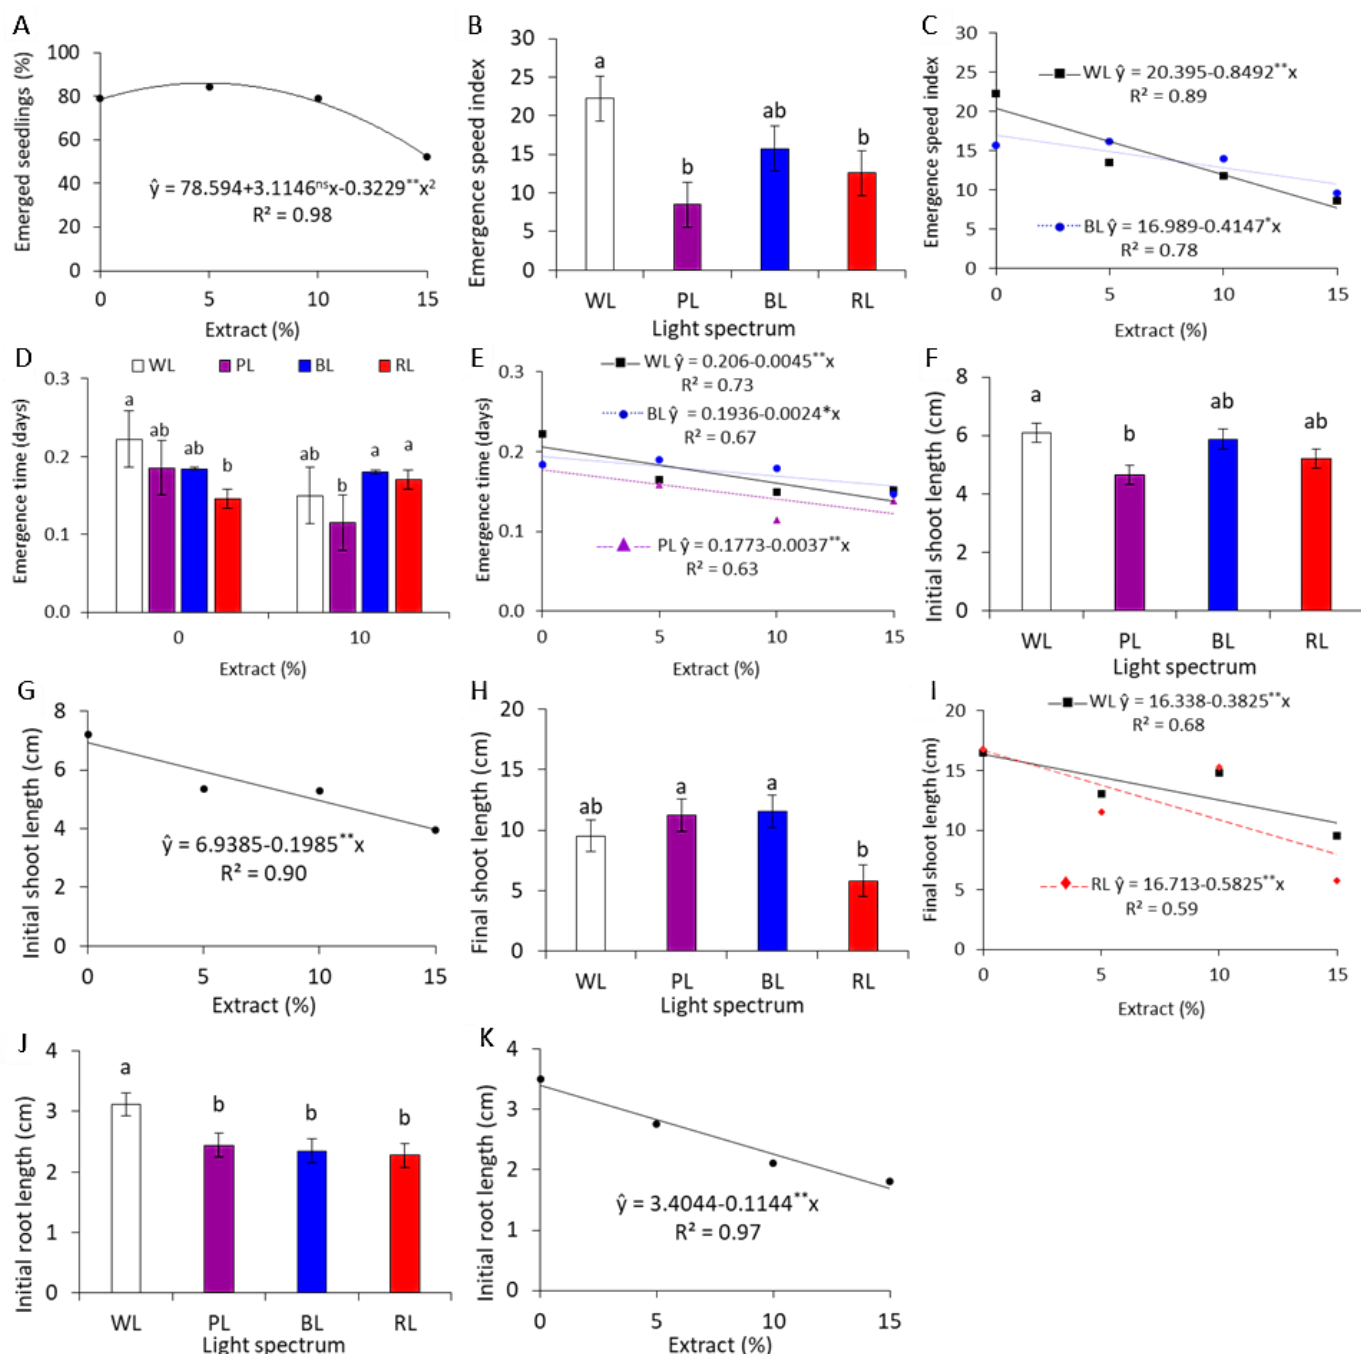 A
100
80
60
40
20
0
Emerged seedlings (%)
ŷ = 78.594+3.1146ⁿˢx-0.3229**x²
R² = 0.98
0 5 10 15
Extract (%)
B
30
25
20
15
10
5
0
Emergence speed index
a
b
ab
b
WL PL BL RL
Light spectrum
C
30
25
20
15
10
5
0
Emergence speed index
WL ŷ = 20.395-0.8492**x
R² = 0.89
BL ŷ = 16.989-0.4147*x
R² = 0.78
0 5 10 15
Extract (%)
D
WL PL BL RL
0.3
0.2
0.1
0.0
Emergence time (days)
a ab ab b
ab b a a
0 10
Extract (%)
E
0.3
0.2
0.1
0.0
Emergence time (days)
WL ŷ = 0.206-0.0045**x
R² = 0.73
BL ŷ = 0.1936-0.0024*x
R² = 0.67
PL ŷ = 0.1773-0.0037**x
R² = 0.63
0 5 10 15
Extract (%)
F
8
6
4
2
0
Initial shoot length (cm)
a b ab ab
WL PL BL RL
Light spectrum
G
8
6
4
2
0
Initial shoot length (cm)
ŷ = 6.9385-0.1985**x
R² = 0.90
0 5 10 15
Extract (%)
H
20
15
10
5
0
Final shoot length (cm)
ab a a b
WL PL BL RL
Light spectrum
I
20
15
10
5
0
Final shoot length (cm)
WL ŷ = 16.338-0.3825**x
R² = 0.68
RL ŷ = 16.713-0.5825**x
R² = 0.59
0 5 10 15
Extract (%)
J
4
3
2
1
0
Initial root length (cm)
a b b b
WL PL BL RL
Light spectrum
K
4
3
2
1
0
Initial root length (cm)
ŷ = 3.4044-0.1144**x
R² = 0.97
0 5 10 15
Extract (%)